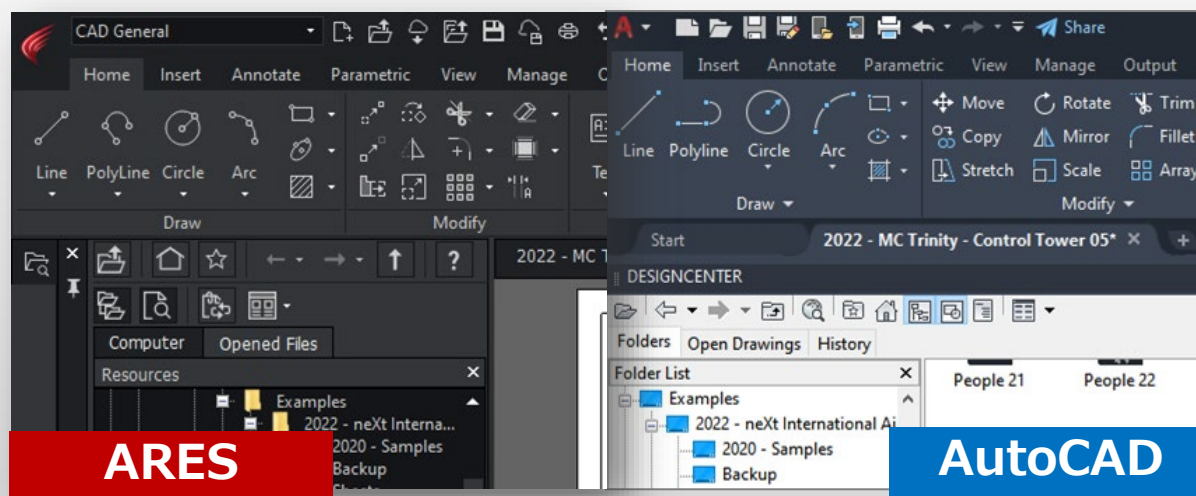 CAD General
Home Insert Annotate Parametric View Manage
Line PolyLine Circle Arc
Draw
Modify
2022 - MC
Computer Opened Files
Resources
Examples
2022 - neXt Interna...
2020 - Samples
Backup
ARES
Share
Home Insert Annotate Parametric View Manage Output
Line Polyline Circle Arc
Move Rotate Trim
Copy Mirror Fillet
Stretch Scale Array
Draw Modify
Start 2022 - MC Trinity - Control Tower 05*
DESIGNCENTER
Folders Open Drawings History
Folder List
Examples
2022 - neXt International Ai
2020 - Samples
Backup
People 21 People 22
AutoCAD